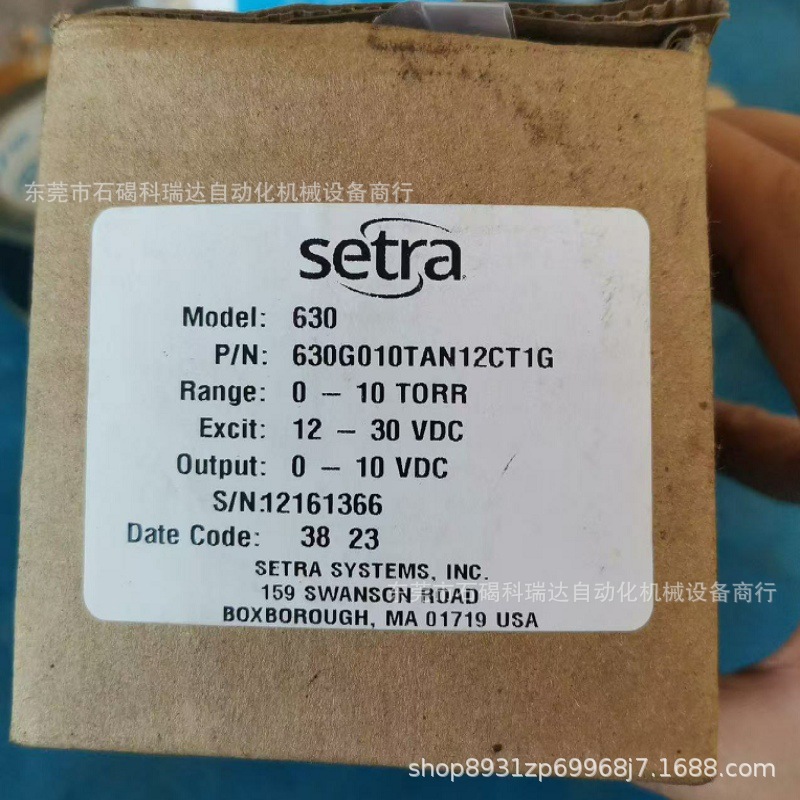 东莞市石碣科瑞达自动化机械设备商行
setra
Model: 630
P/N: 630G010TAN12CT1G
Range: 0 – 10 TORR
Excit: 12 – 30 VDC
Output: 0 – 10 VDC
S/N:12161366
Date Code: 38 23
SETRA SYSTEMS, INC.
东莞市石碣科瑞达自动化机械设备商行
159 SWANSON ROAD
BOXBOROUGH, MA 01719 USA
shop8931zp69968j7.1688.com